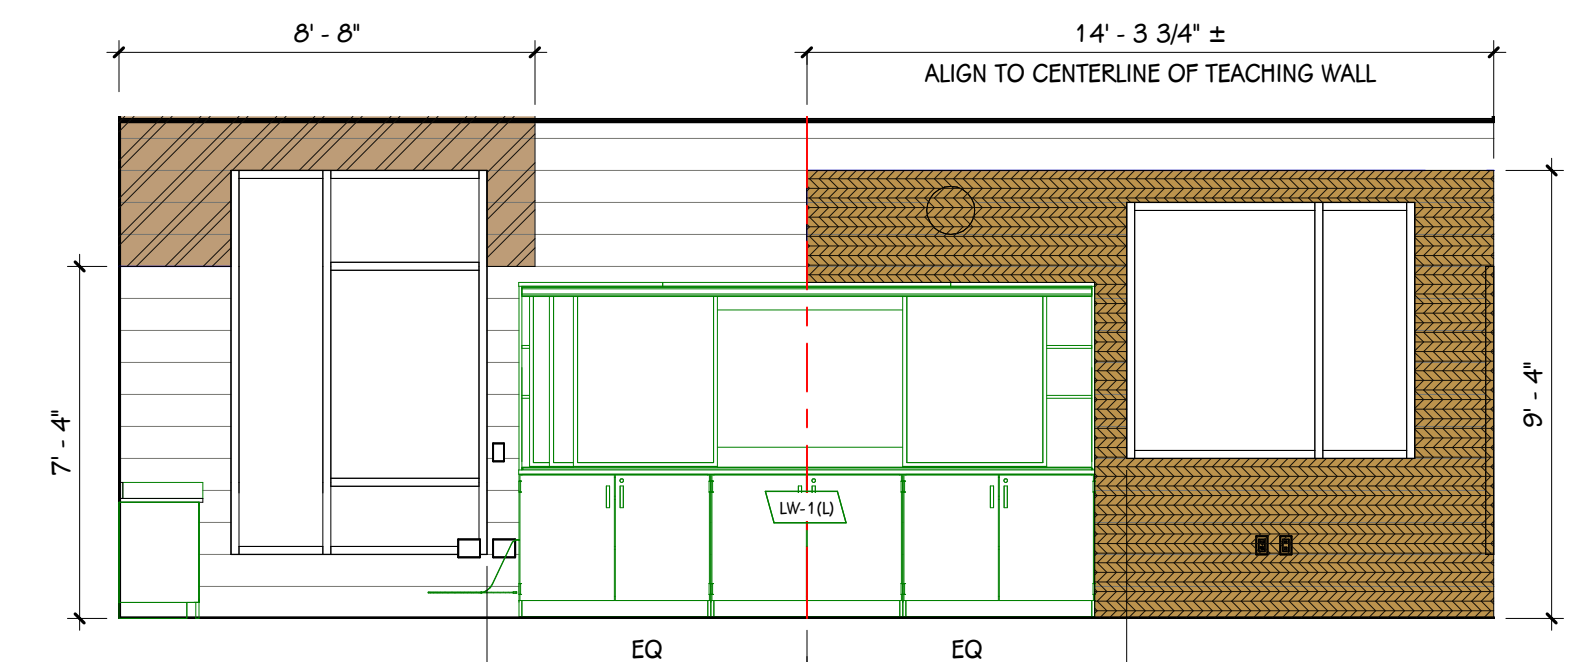 8' - 8"
14' - 3 3/4" ±
ALIGN TO CENTERLINE OF TEACHING WALL
7' - 4"
9' - 4"
LW-1(L)
EQ
EQ